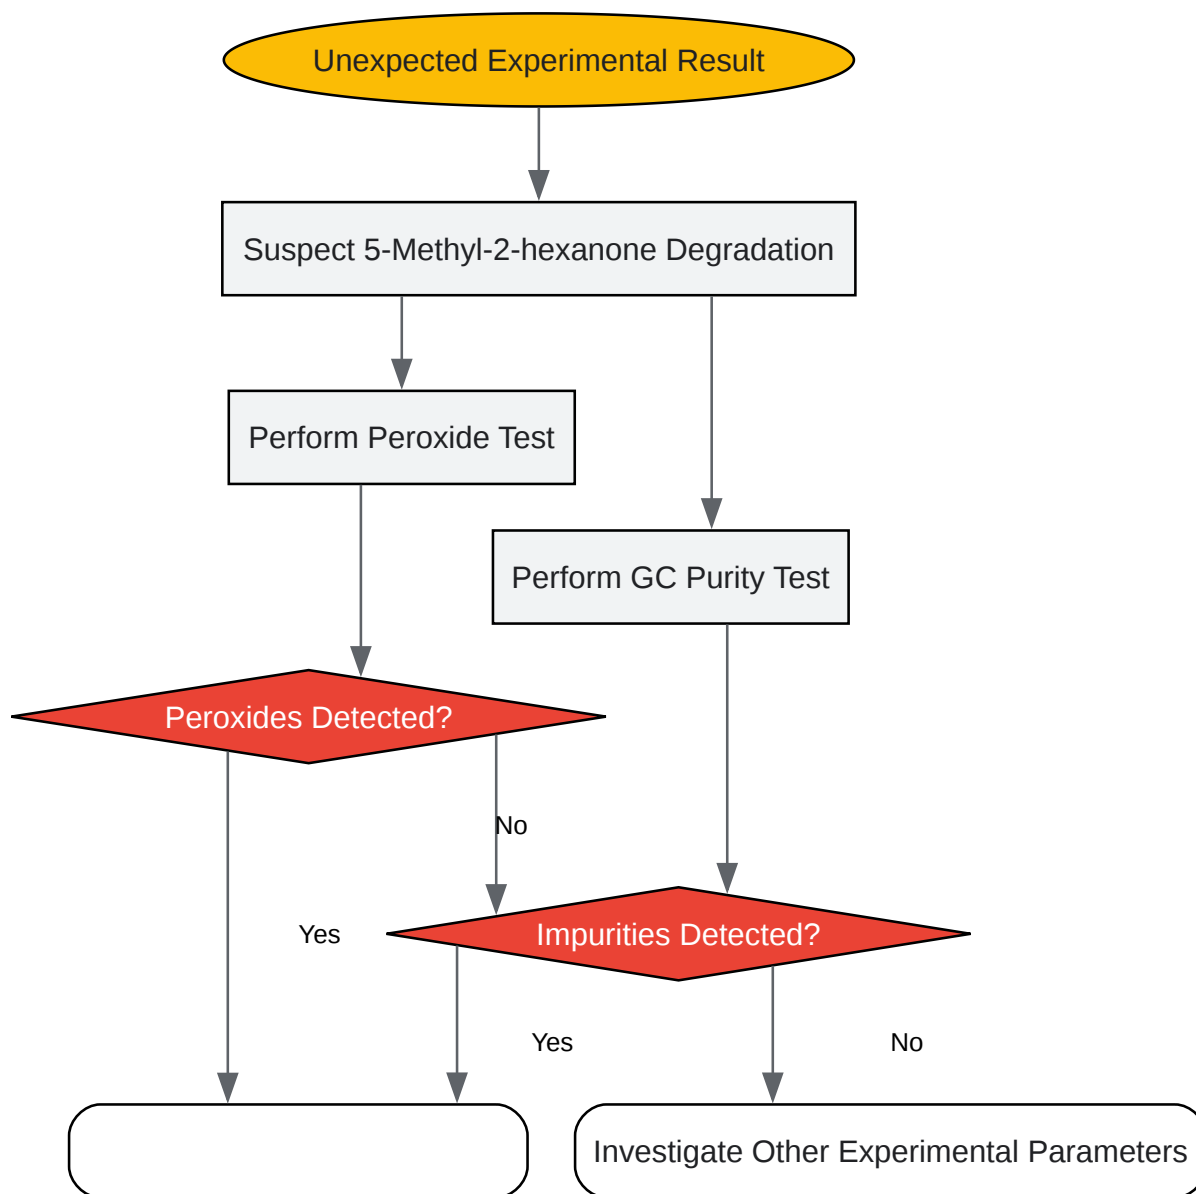 Unexpected Experimental Result
Suspect 5-Methyl-2-hexanone Degradation
Perform Peroxide Test
Perform GC Purity Test
Peroxides Detected?
No
Yes
Impurities Detected?
Yes
No
Investigate Other Experimental Parameters